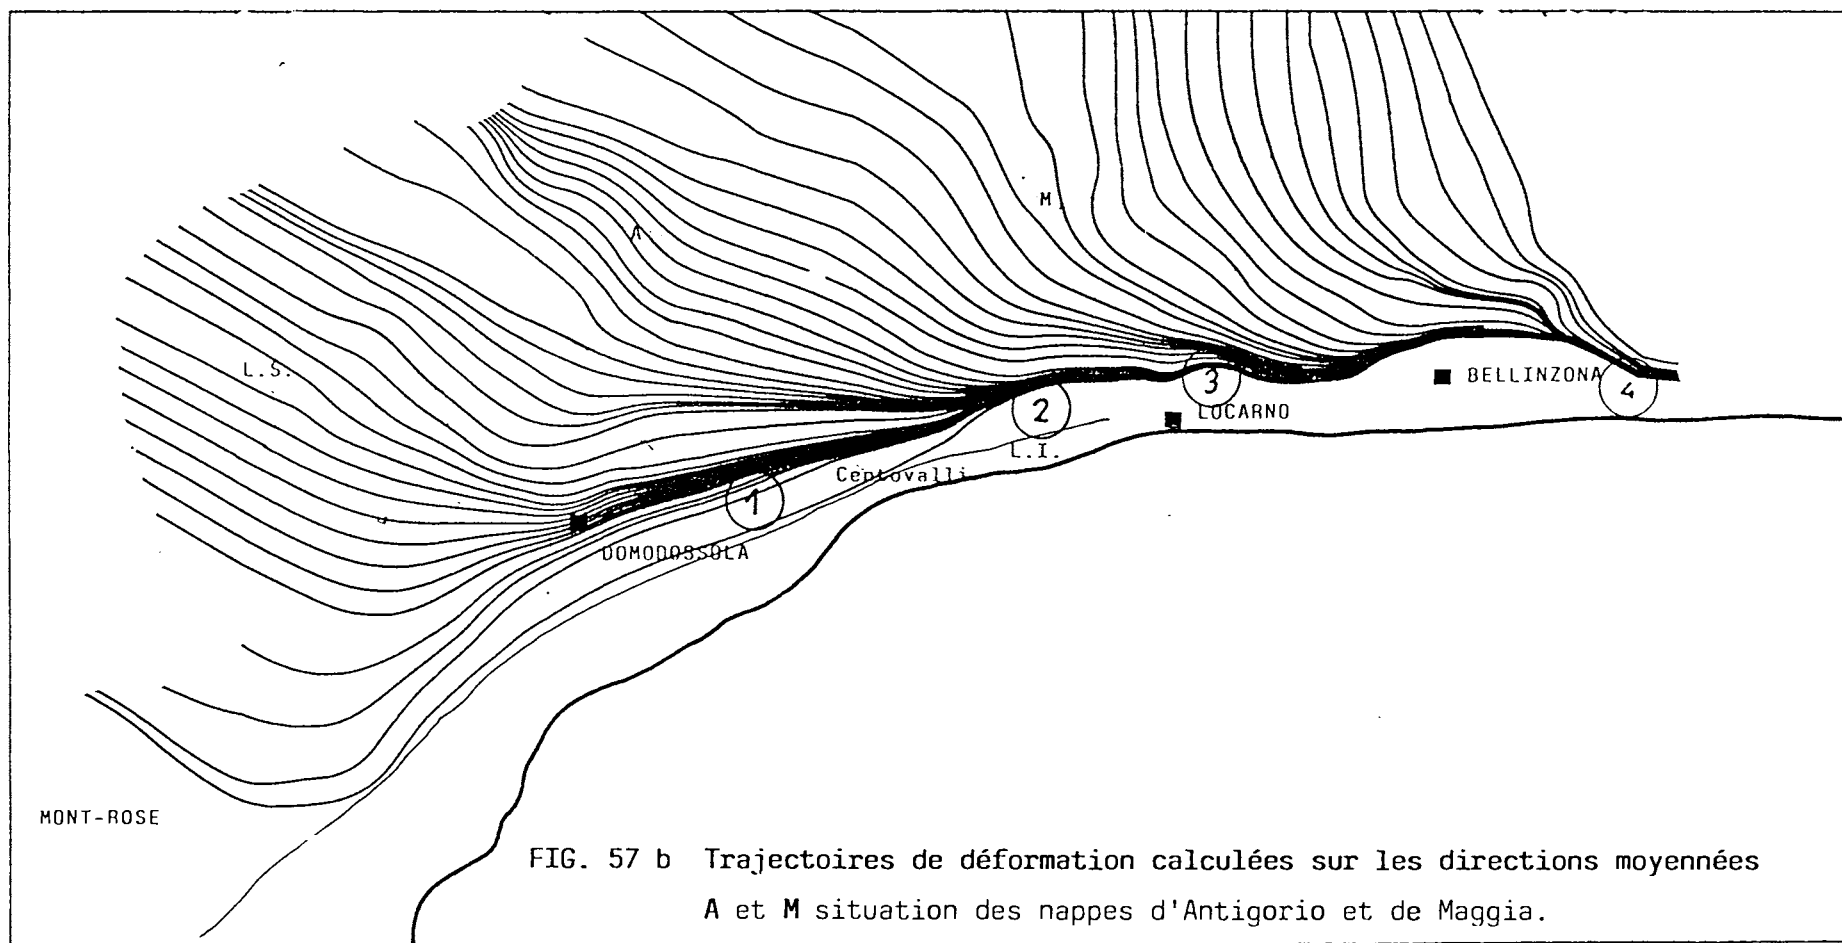 M
A
L.S.
3
BELLINZONA
4
2
LOCARNO
L.I.
Centovalli
1
DOMODOSSOLA
MONT-ROSE
FIG. 57 b Trajectoires de déformation calculées sur les directions moyennées
A et M situation des nappes d'Antigorio et de Maggia.